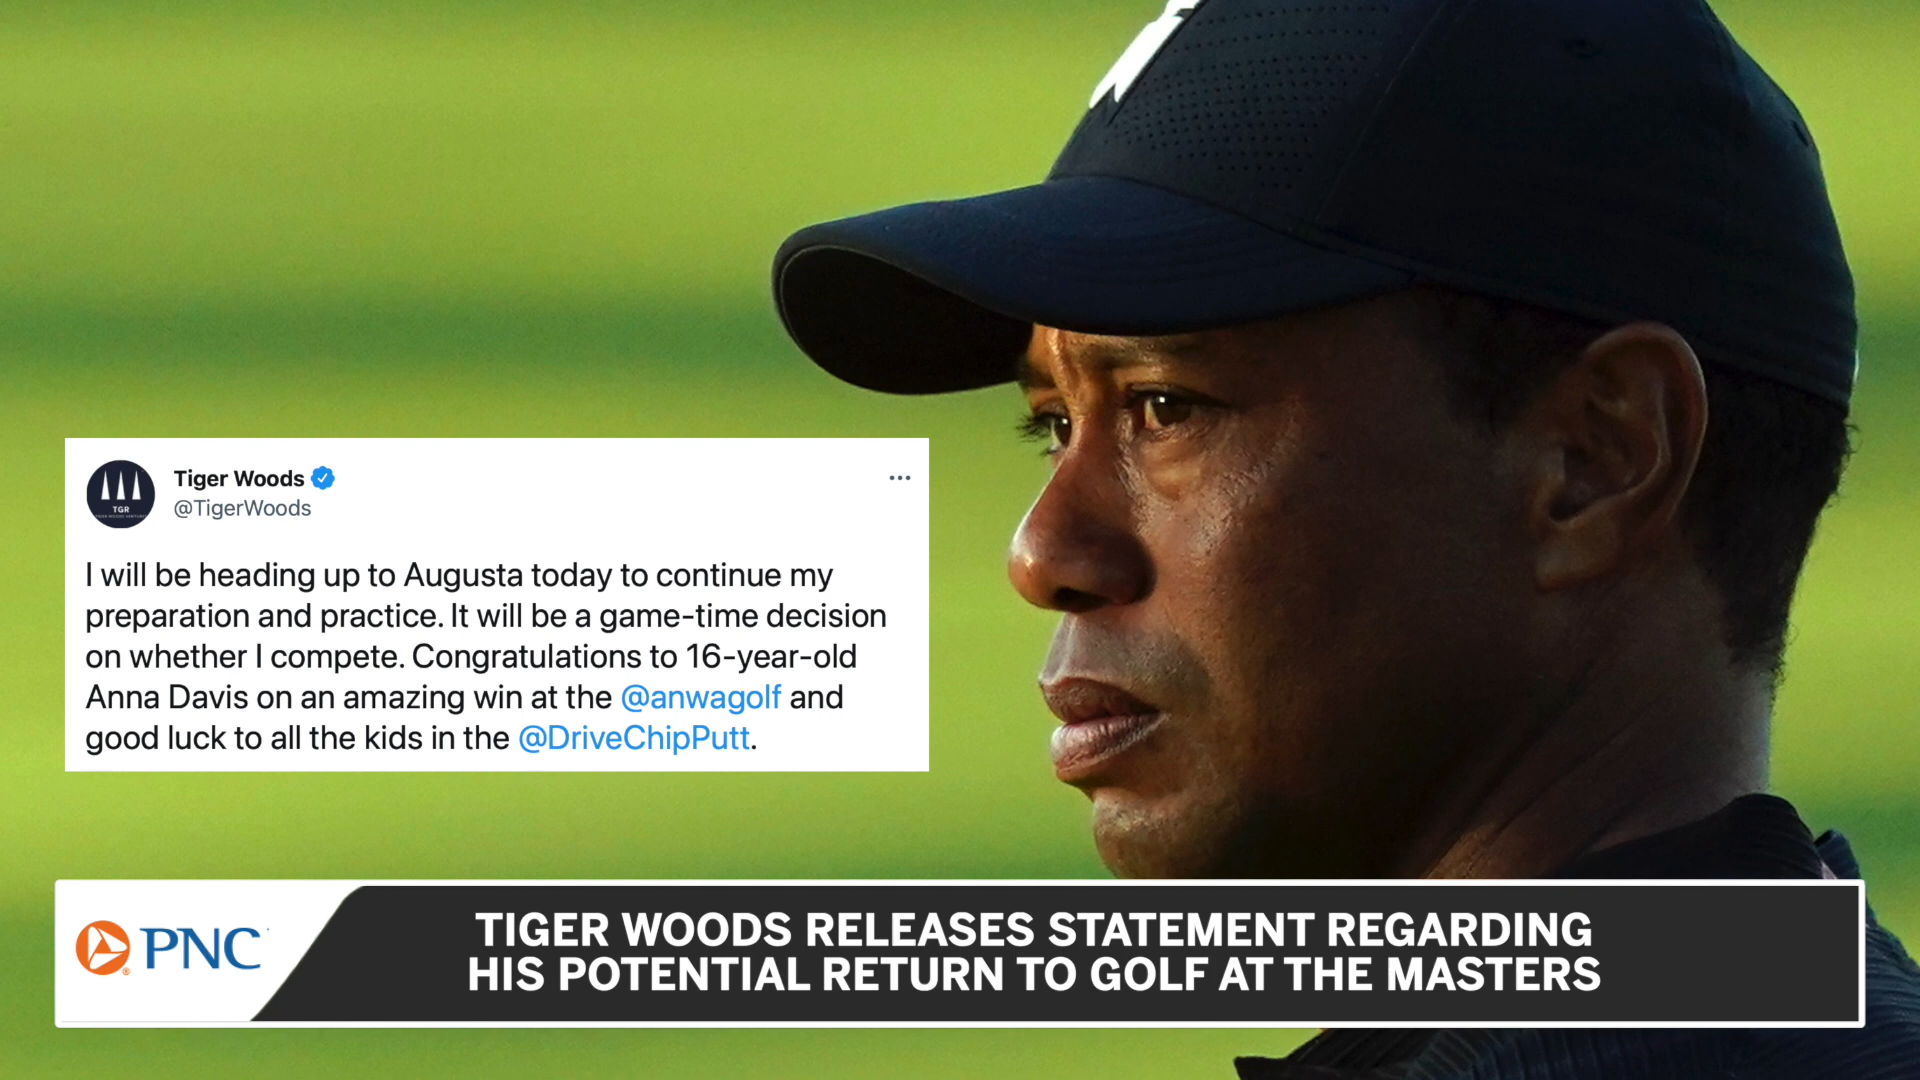 Tiger Woods
@TigerWoods
TGR
I will be heading up to Augusta today to continue my
preparation and practice. It will be a game-time decision
on whether I compete. Congratulations to 16-year-old
Anna Davis on an amazing win at the @anwagolf and
good luck to all the kids in the @DriveChipPutt.
PNC
TIGER WOODS RELEASES STATEMENT REGARDING
HIS POTENTIAL RETURN TO GOLF AT THE MASTERS